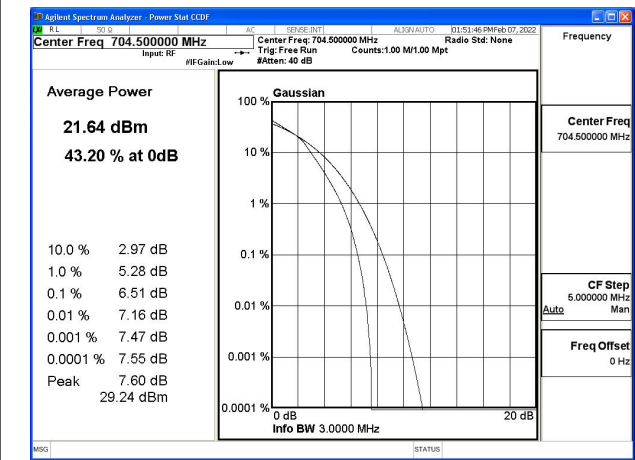 Agilent Spectrum Analyzer - Power Stat CCDF
RL 50 Ω AC SENSE:INT ALIGNAUTO 01:51:46 PMFeb 07, 2022
Center Freq 704.500000 MHz
Input: RF
#IFGain:Low
Center Freq: 704.500000 MHz
Radio Std: None
Trig: Free Run
Counts:1.00 M/1.00 Mpt
#Atten: 40 dB
Average Power
21.64 dBm
43.20 % at 0dB
10.0 % 2.97 dB
1.0 % 5.28 dB
0.1 % 6.51 dB
0.01 % 7.16 dB
0.001 % 7.47 dB
0.0001 % 7.55 dB
Peak 7.60 dB
29.24 dBm
Gaussian
100 %
10 %
1 %
0.1 %
0.01 %
0.001 %
0.0001 %
0 dB
20 dB
Info BW 3.0000 MHz
Frequency
Center Freq
704.500000 MHz
CF Step
5.000000 MHz
Auto Man
Freq Offset
0 Hz
MSG
STATUS